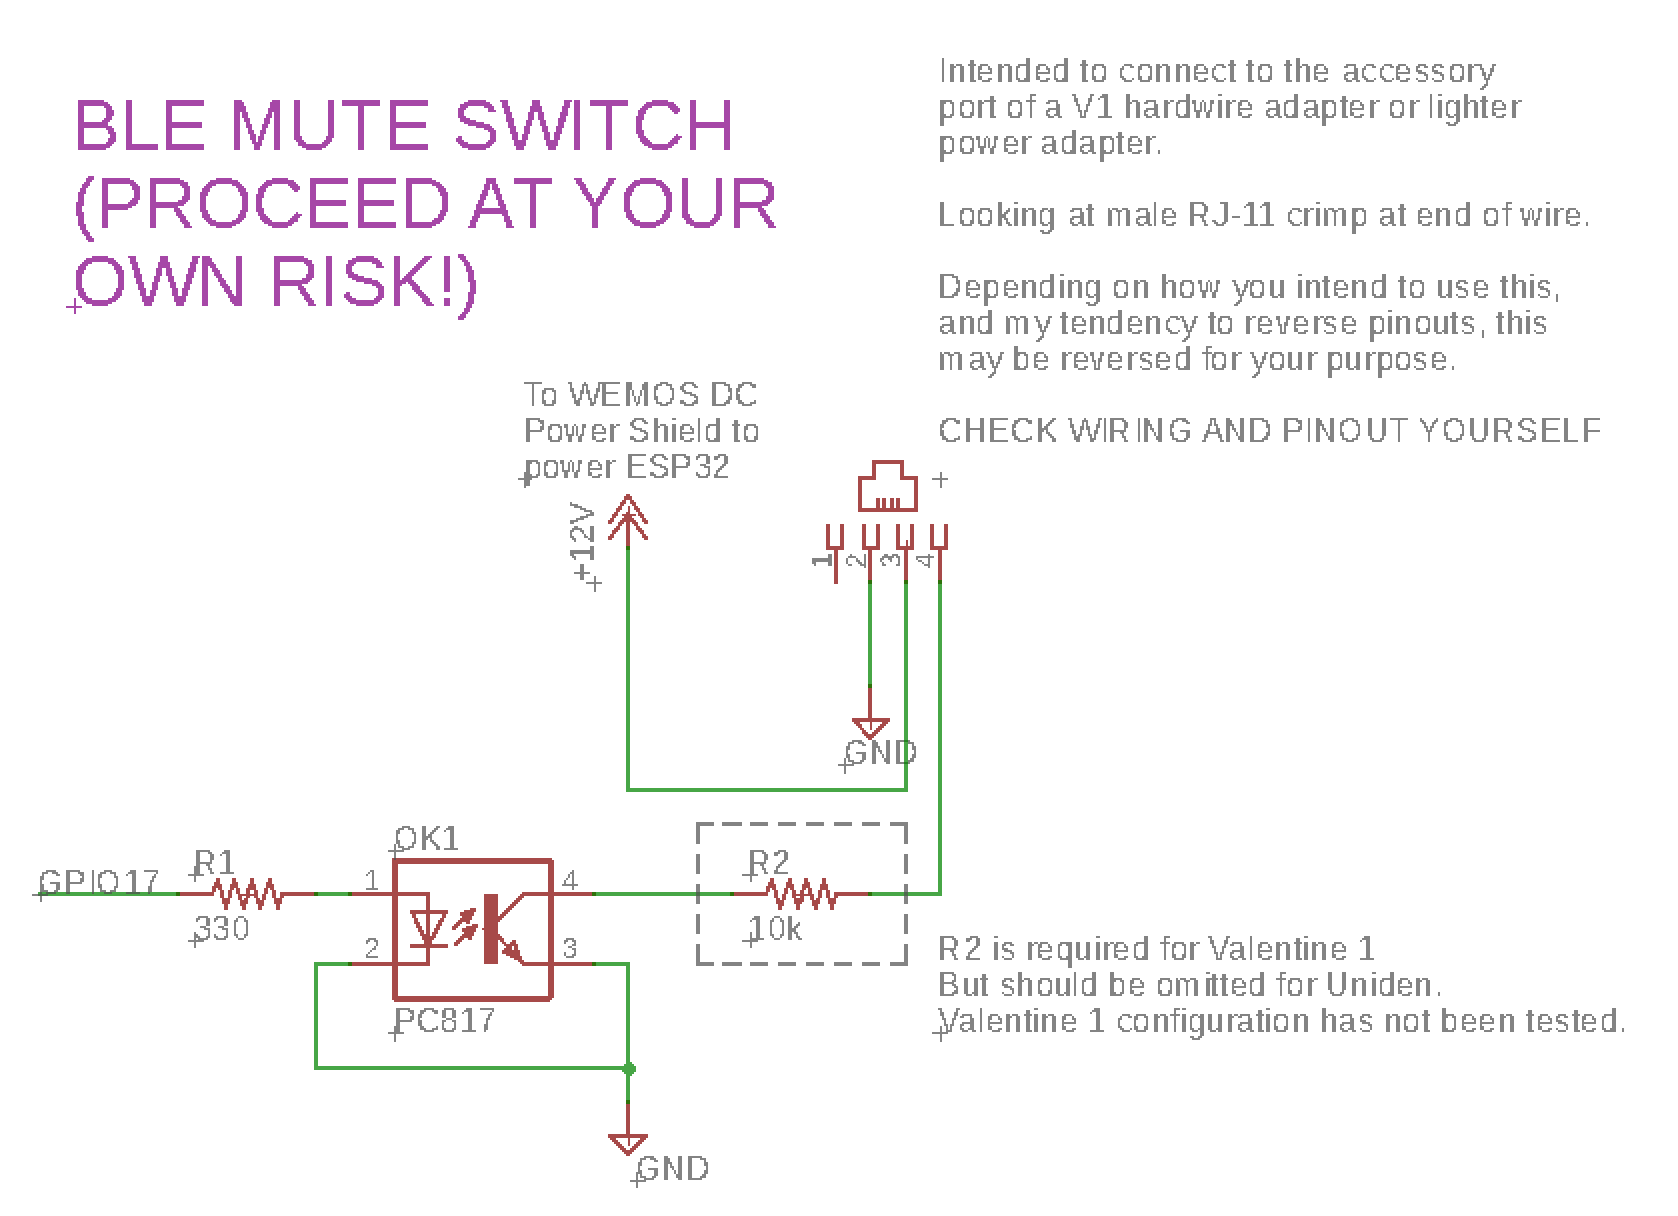 BLE MUTE SWITCH
(PROCEED AT YOUR
OWN RISK!)
Intended to connect to the accessory
port of a V1 hardwire adapter or lighter
power adapter.
Looking at male RJ-11 crimp at end of wire.
Depending on how you intend to use this,
and my tendency to reverse pinouts, this
may be reversed for your purpose.
CHECK WIRING AND PINOUT YOURSELF
To WEMOS DC
Power Shield to
power ESP32
+12V
1 2 3 4
GND
GPIO17
R1
330
OK1
1
2
4
3
PC817
R2
10k
GND
R2 is required for Valentine 1
But should be omitted for Uniden.
Valentine 1 configuration has not been tested.